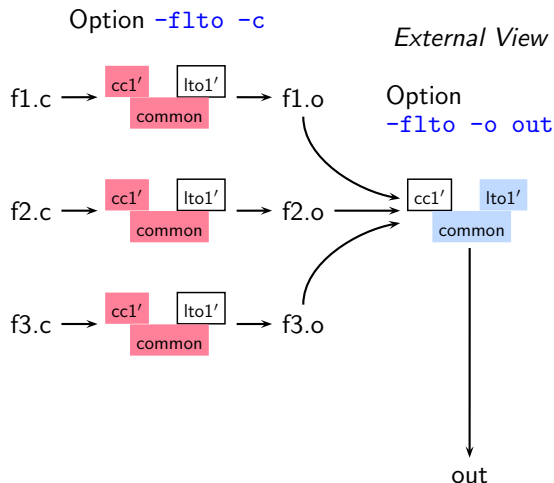 Option -flto -c
External View
f1.c
cc1′
lto1′
common
f1.o
Option
-flto -o out
f2.c
cc1′
lto1′
common
f2.o
cc1′
lto1′
common
f3.c
cc1′
lto1′
common
f3.o
out